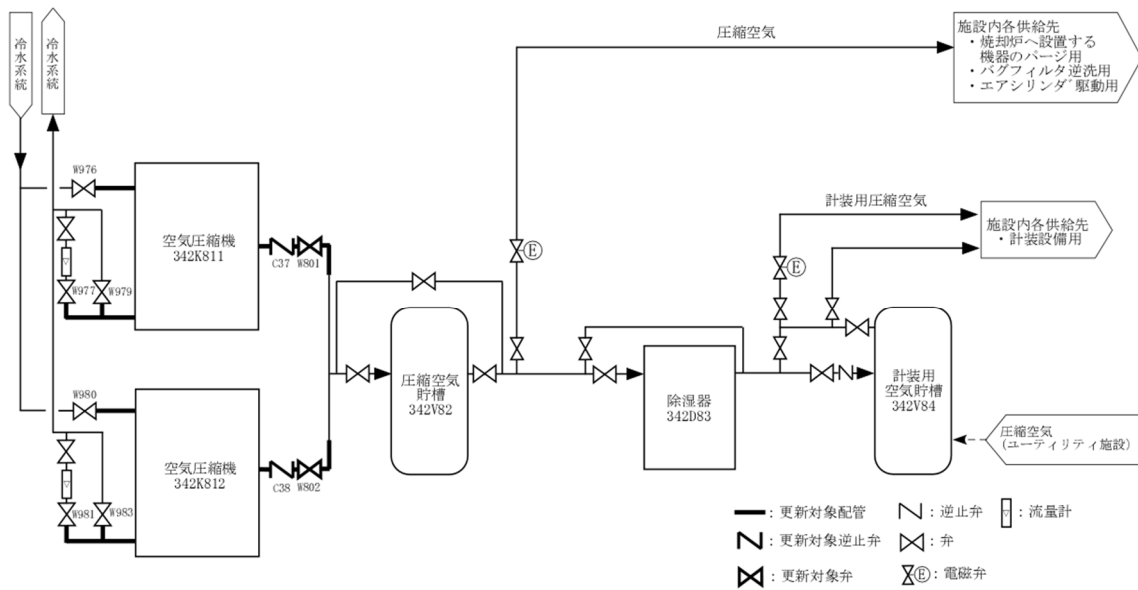 冷水系統
冷水系統
圧縮空気
施設内各供給先
・焼却炉へ設置する
機器のパージ用
・バグフィルタ逆洗用
・エアシリンダ駆動用
W976
空気圧縮機
342K811
C37
W801
W977
W979
計装用圧縮空気
施設内各供給先
・計装設備用
E
E
圧縮空気
貯槽
342V82
除湿器
342D83
計装用
空気貯槽
342V84
W980
空気圧縮機
342K812
C38
W802
W981
W983
圧縮空気
(ユーティリティ施設)
：更新対象配管
：逆止弁
：流量計
：更新対象逆止弁
：弁
：更新対象弁
E
：電磁弁